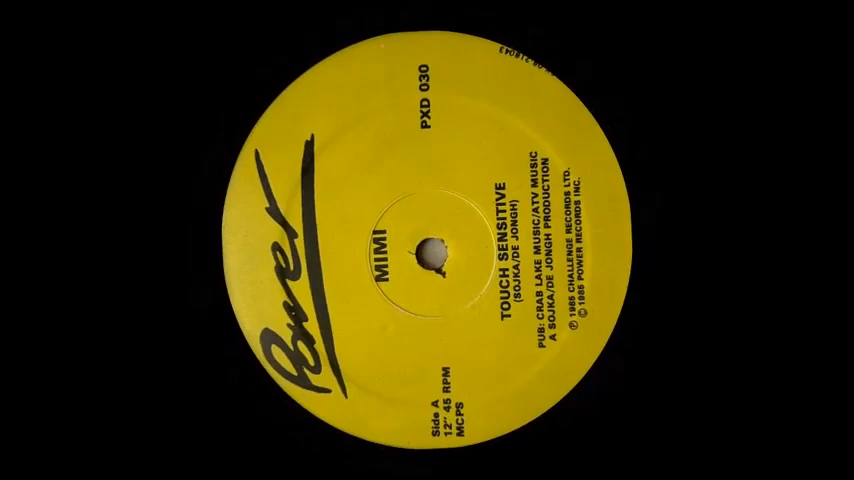 Power
PXD 030
MIMI
Side A
12" 45 RPM
MCPS
TOUCH SENSITIVE
(SOJKA/DE JONGH)
PUB: CRAB LAKE MUSIC/ATV MUSIC
A SOJKA/DE JONGH PRODUCTION
℗ 1985 CHALLENGE RECORDS LTD.
© 1985 POWER RECORDS INC.